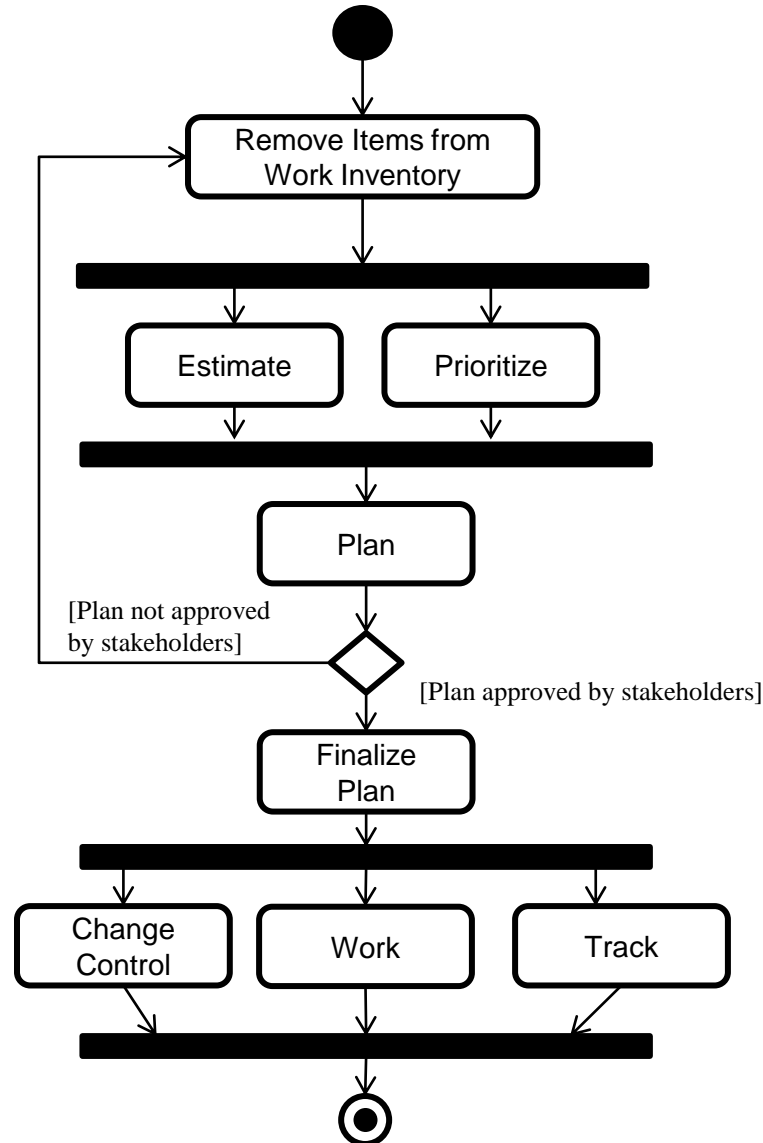 Remove Items from
Work Inventory
Estimate
Prioritize
Plan
[Plan not approved
by stakeholders]
[Plan approved by stakeholders]
Finalize
Plan
Change
Control
Work
Track